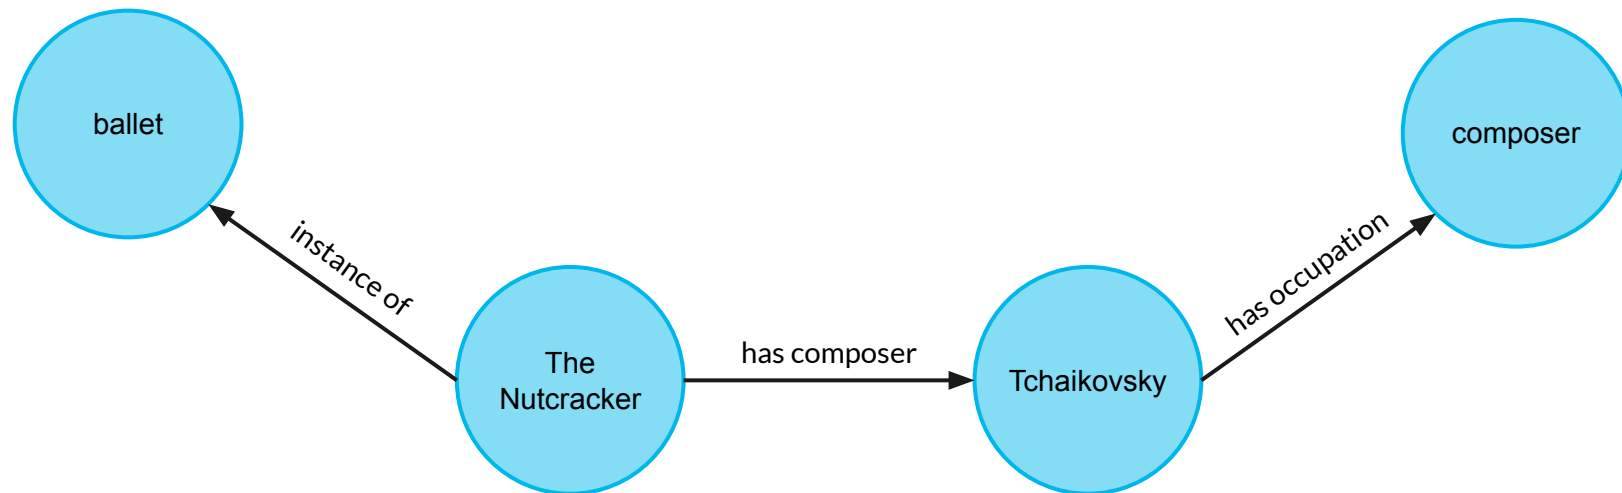 ballet
instance of
The
Nutcracker
has composer
Tchaikovsky
has occupation
composer